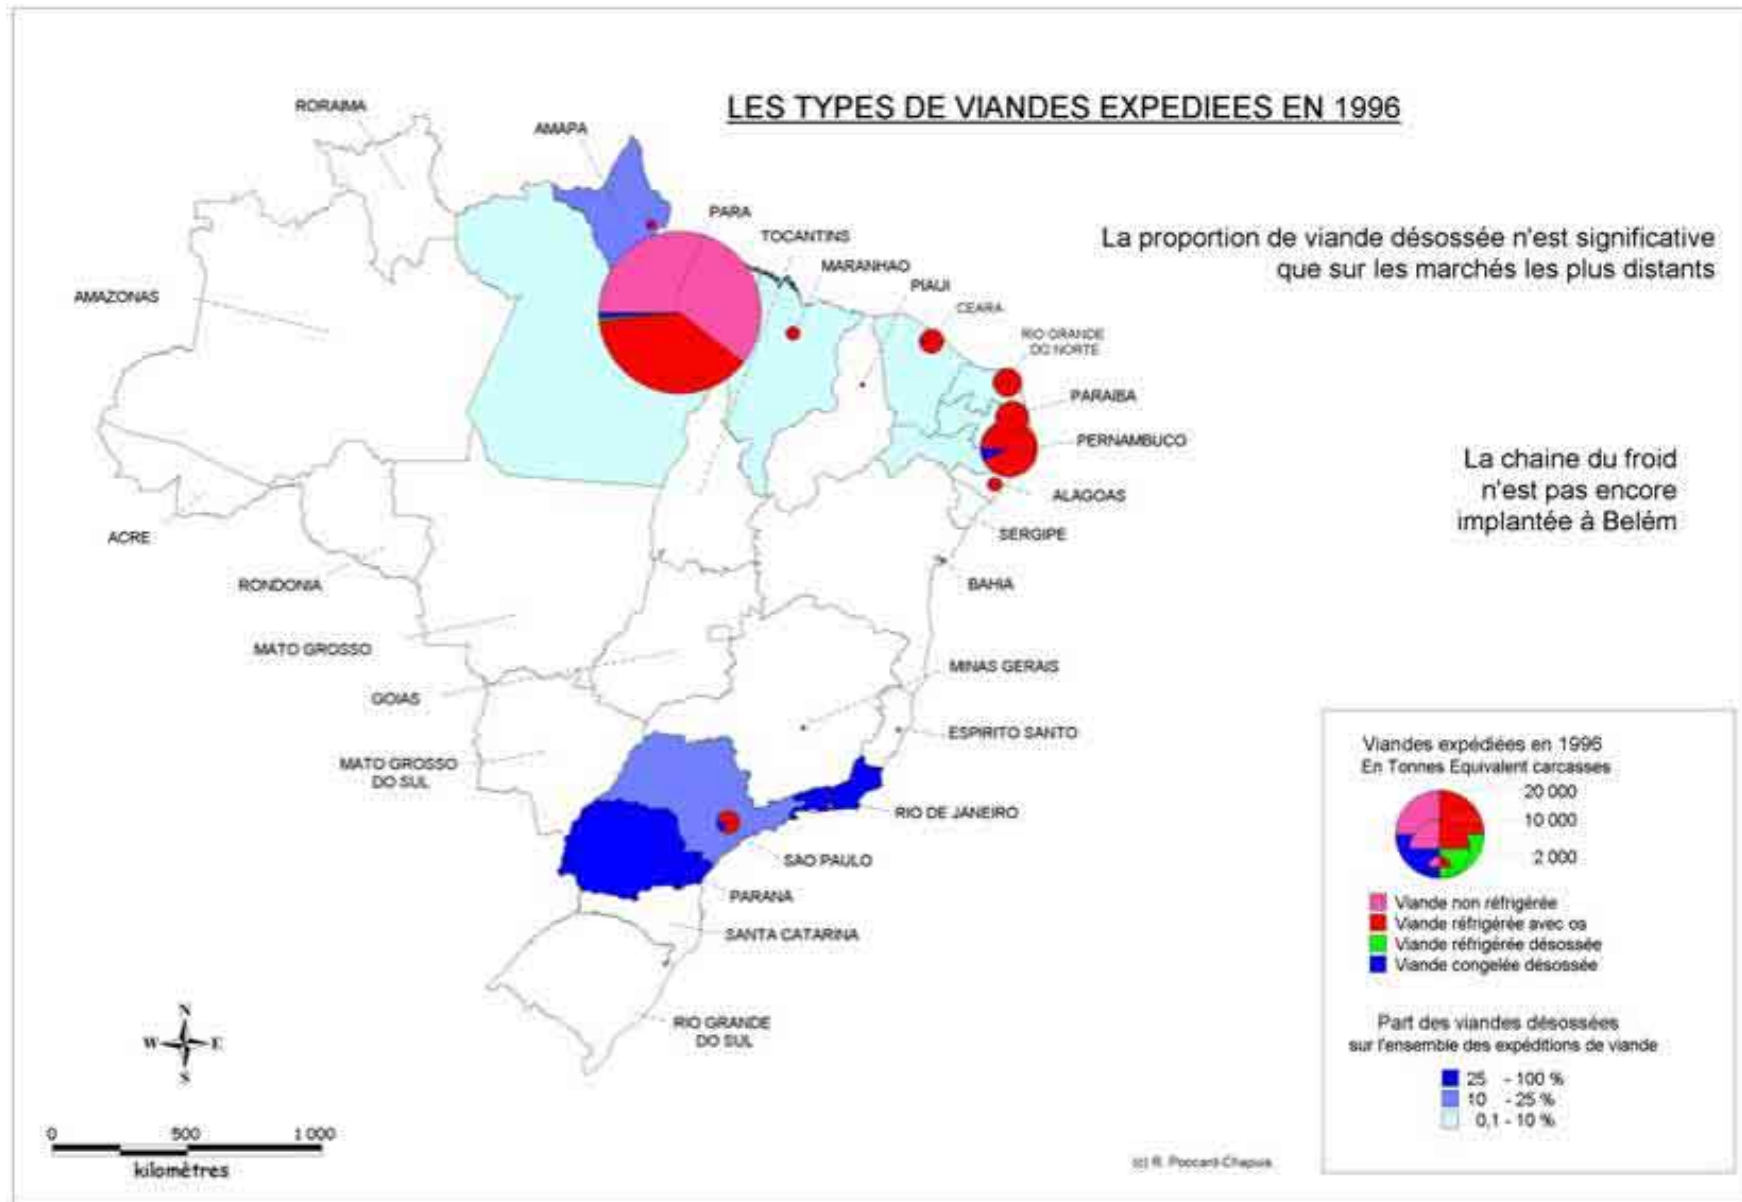 LES TYPES DE VIANDES EXPEDIEES EN 1996
RORAIMA
AMAPA
PARA
TOCANTINS
MARANHAO
PIAUI
CEARA
RIO GRANDE
DO NORTE
PARAIBA
PERNAMBUCO
ALAGOAS
SERGIPE
BAHIA
AMAZONAS
ACRE
RONDONIA
MATO GROSSO
GOIAS
MATO GROSSO
DO SUL
MINAS GERAIS
ESPIRITO SANTO
RIO DE JANEIRO
SAO PAULO
PARANA
SANTA CATARINA
RIO GRANDE
DO SUL
La proportion de viande désossée n'est significative
que sur les marchés les plus distants
La chaine du froid
n'est pas encore
implantée à Belém
Viandes expédiées en 1996
En Tonnes Equivalent carcasses
20 000
10 000
2 000
Viande non réfrigérée
Viande réfrigérée avec os
Viande réfrigérée désossée
Viande congelée désossée
Part des viandes désossées
sur l'ensemble des expéditions de viande
25 - 100 %
10 - 25 %
0,1 - 10 %
N
W E
S
0 500 1 000
kilomètres
(c) R. Poccard-Chapuis